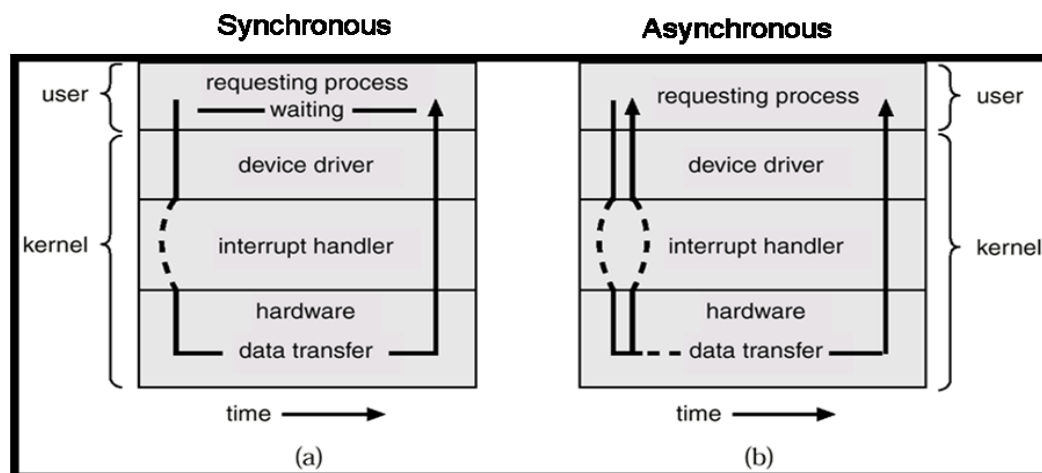 Synchronous
Asynchronous
user
requesting process
waiting
device driver
kernel
interrupt handler
hardware
data transfer
time
(a)
requesting process
user
device driver
interrupt handler
kernel
hardware
data transfer
time
(b)